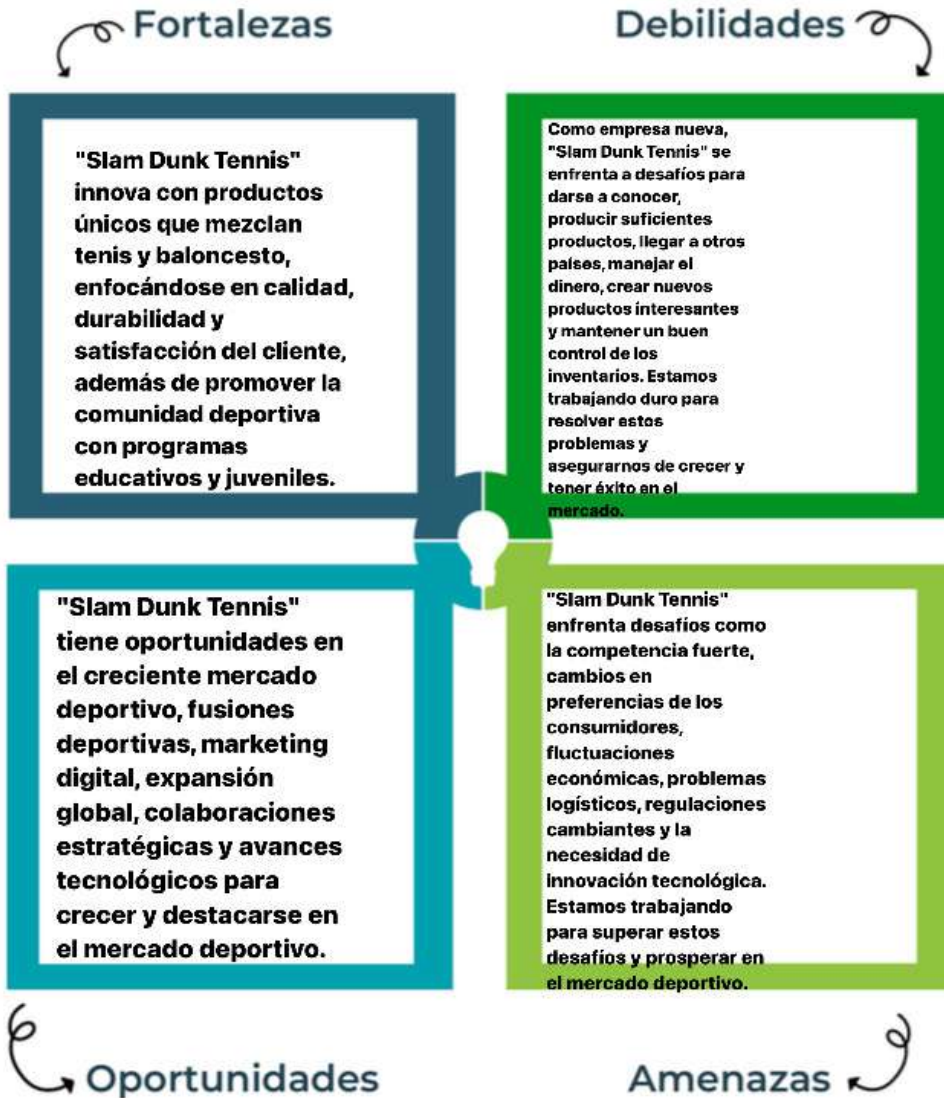 Fortalezas
"Slam Dunk Tennis"
innova con productos
únicos que mezclan
tenis y baloncesto,
enfocándose en calidad,
durabilidad y
satisfacción del cliente,
además de promover la
comunidad deportiva
con programas
educativos y juveniles.
Debilidades
Como empresa nueva,
"Slam Dunk Tennis" se
enfrenta a desafíos para
darse a conocer,
producir suficientes
productos, llegar a otros
países, manejar el
dinero, crear nuevos
productos interesantes
y mantener un buen
control de los
inventarios. Estamos
trabajando duro para
resolver estos
problemas y
asegurarnos de crecer y
tener éxito en el
mercado.
"Slam Dunk Tennis"
tiene oportunidades en
el creciente mercado
deportivo, fusiones
deportivas, marketing
digital, expansión
global, colaboraciones
estratégicas y avances
tecnológicos para
crecer y destacarse en
el mercado deportivo.
Oportunidades
"Slam Dunk Tennis"
enfrenta desafíos como
la competencia fuerte,
cambios en
preferencias de los
consumidores,
fluctuaciones
económicas, problemas
logísticos, regulaciones
cambiantes y la
necesidad de
innovación tecnológica.
Estamos trabajando
para superar estos
desafíos y prosperar en
el mercado deportivo.
Amenazas